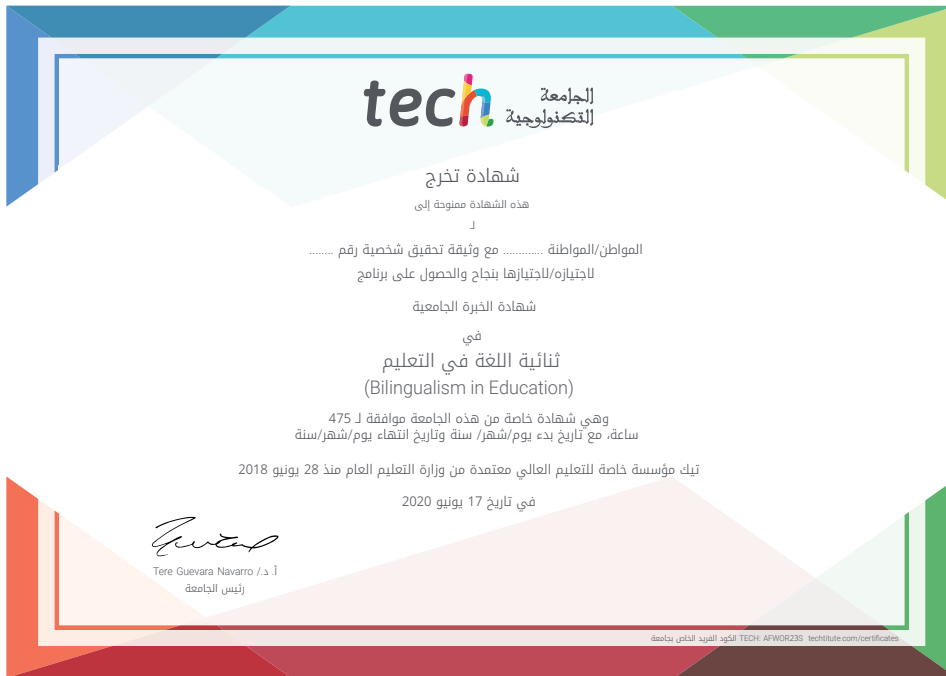 tech الجامعة
التكنولوجية
شهادة تخرج
هذه الشهادة ممنوحة إلى
لـ
المواطن/المواطنة ............. مع وثيقة تحقيق شخصية رقم ........
لاجتيازه/لاجتيازها بنجاح والحصول على برنامج
شهادة الخبرة الجامعية
في
ثنائية اللغة في التعليم
(Bilingualism in Education)
وهي شهادة خاصة من هذه الجامعة موافقة لـ 475
ساعة، مع تاريخ بدء يوم/شهر/ سنة وتاريخ انتهاء يوم/شهر/سنة
تيك مؤسسة خاصة للتعليم العالي معتمدة من وزارة التعليم العام منذ 28 يونيو 2018
في تاريخ 17 يونيو 2020
أ. د./ Tere Guevara Navarro
رئيس الجامعة
الكود الفريد الخاص بجامعة TECH: AFWOR23S techtitute.com/certificates